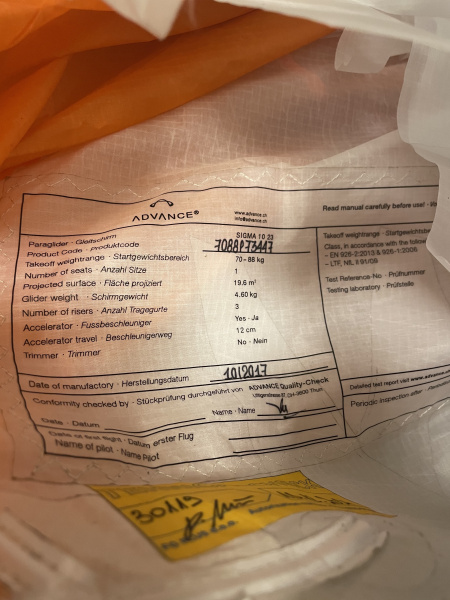 ADVANCE®
www.advance.ch
info@advance.ch
Read manual carefully before use!
Paraglider · Gleitschirm SIGMA 10 23
Product Code · Produktcode 7088P73447
Takeoff weightrange · Startgewichtsbereich 70 - 88 kg
Number of seats · Anzahl Sitze 1
Projected surface · Fläche projiziert 19.6 m²
Glider weight · Schirmgewicht 4.60 kg
Number of risers · Anzahl Tragegurte 3
Accelerator · Fussbeschleuniger Yes · Ja
Accelerator travel · Beschleunigerweg 12 cm
Trimmer · Trimmer No · Nein
Takeoff weightrange · Startgewichtsbe
Class, in accordance with the follow
– EN 926-2:2013 & 926-1:2006
– LTF, NfL II 91/09
Test Reference-No · Prüfnummer
Testing laboratory · Prüfstelle
Date of manufactory · Herstellungsdatum 10/2017
Conformity checked by · Stückprüfung durchgeführt von ADVANCE Quality-Check
Uttigenstrasse 87, CH-3600 Thun
Date · Datum Name · Name
Date of first flight · Datum erster Flug
Name of pilot · Name Pilot
Detailed test report visit www.advance
Periodic inspection after
30119